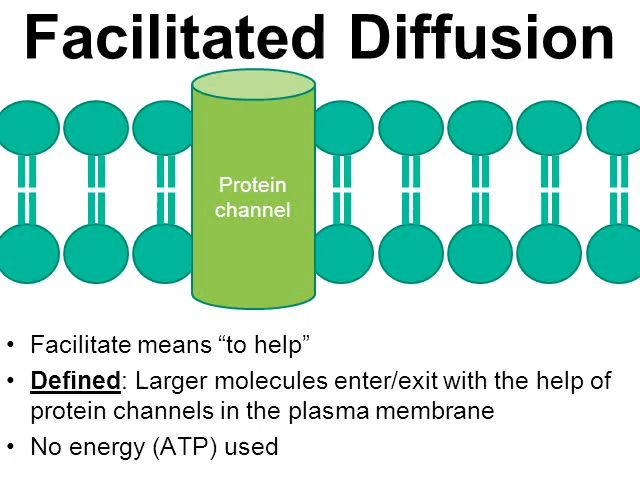 Facilitated Diffusion
Protein
channel
• Facilitate means “to help”
• Defined: Larger molecules enter/exit with the help of
protein channels in the plasma membrane
• No energy (ATP) used